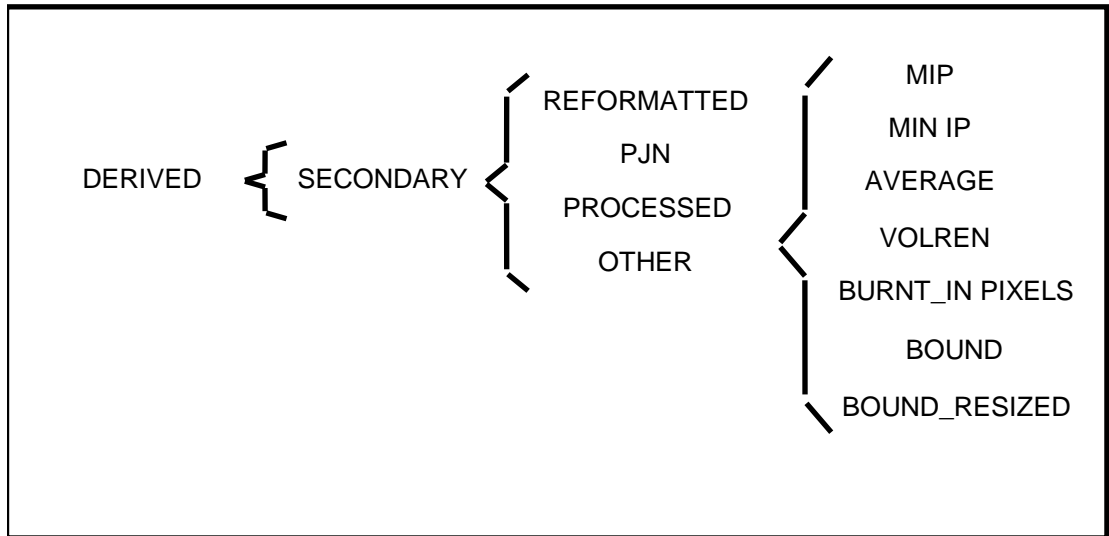 DERIVED
SECONDARY
REFORMATTED
PJN
PROCESSED
OTHER
MIP
MIN IP
AVERAGE
VOLREN
BURNT_IN PIXELS
BOUND
BOUND_RESIZED